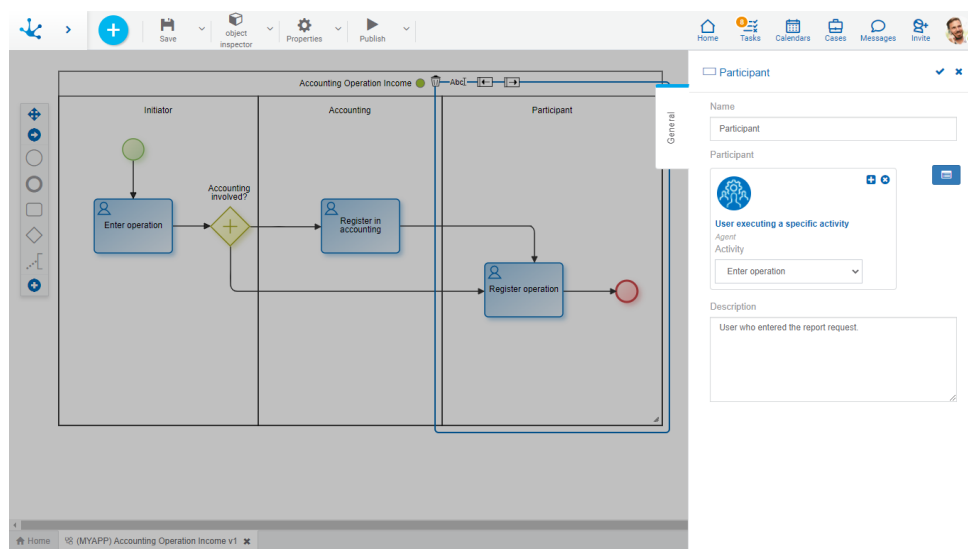 Save
object
inspector
Properties
Publish
Home
8
Tasks
Calendars
Cases
Messages
Invite
Accounting Operation Income
Abc
Initiator
Accounting
Participant
Accounting
involved?
Enter operation
Register in
accounting
Register operation
General
Participant
Name
Participant
Participant
User executing a specific activity
Agent
Activity
Enter operation
Description
User who entered the report request.
Home
(MYAPP) Accounting Operation Income v1